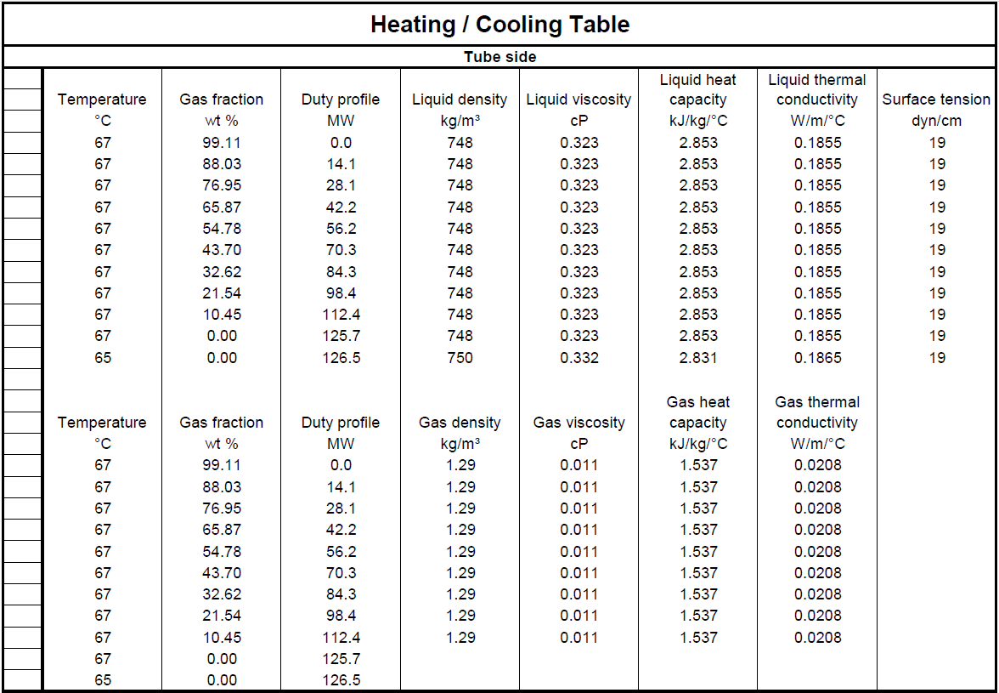 Heating / Cooling Table
Tube side
Temperature Gas fraction Duty profile Liquid density Liquid viscosity Liquid heat capacity Liquid thermal conductivity Surface tension
°C wt % MW kg/m³ cP kJ/kg/°C W/m/°C dyn/cm
67 99.11 0.0 748 0.323 2.853 0.1855 19
67 88.03 14.1 748 0.323 2.853 0.1855 19
67 76.95 28.1 748 0.323 2.853 0.1855 19
67 65.87 42.2 748 0.323 2.853 0.1855 19
67 54.78 56.2 748 0.323 2.853 0.1855 19
67 43.70 70.3 748 0.323 2.853 0.1855 19
67 32.62 84.3 748 0.323 2.853 0.1855 19
67 21.54 98.4 748 0.323 2.853 0.1855 19
67 10.45 112.4 748 0.323 2.853 0.1855 19
67 0.00 125.7 748 0.323 2.853 0.1855 19
65 0.00 126.5 750 0.332 2.831 0.1865 19
Temperature Gas fraction Duty profile Gas density Gas viscosity Gas heat capacity Gas thermal conductivity
°C wt % MW kg/m³ cP kJ/kg/°C W/m/°C
67 99.11 0.0 1.29 0.011 1.537 0.0208
67 88.03 14.1 1.29 0.011 1.537 0.0208
67 76.95 28.1 1.29 0.011 1.537 0.0208
67 65.87 42.2 1.29 0.011 1.537 0.0208
67 54.78 56.2 1.29 0.011 1.537 0.0208
67 43.70 70.3 1.29 0.011 1.537 0.0208
67 32.62 84.3 1.29 0.011 1.537 0.0208
67 21.54 98.4 1.29 0.011 1.537 0.0208
67 10.45 112.4 1.29 0.011 1.537 0.0208
67 0.00 125.7
65 0.00 126.5